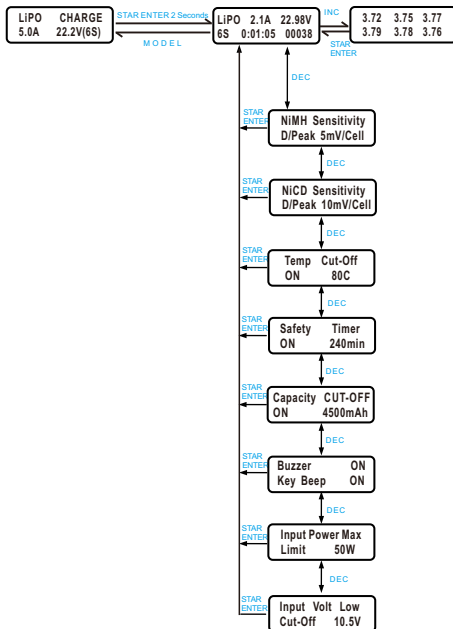 LiPO CHARGE
5.0A 22.2V(6S)
STAR ENTER 2 Seconds
MODEL
LiPO 2.1A 22.98V
6S 0:01:05 00038
INC
STAR
ENTER
3.72 3.75 3.77
3.79 3.78 3.76
DEC
STAR
ENTER
NiMH Sensitivity
D/Peak 5mV/Cell
DEC
STAR
ENTER
NiCD Sensitivity
D/Peak 10mV/Cell
DEC
STAR
ENTER
Temp Cut-Off
ON 80C
DEC
STAR
ENTER
Safety Timer
ON 240min
DEC
STAR
ENTER
Capacity CUT-OFF
ON 4500mAh
DEC
STAR
ENTER
Buzzer ON
Key Beep ON
DEC
STAR
ENTER
Input Power Max
Limit 50W
DEC
STAR
ENTER
Input Volt Low
Cut-Off 10.5V